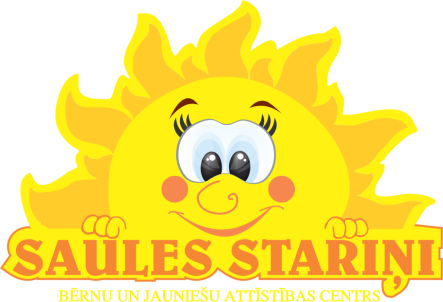 SAULES STARIŅI
BĒRNU UN JAUNIEŠU ATTĪSTĪBAS CENTRS